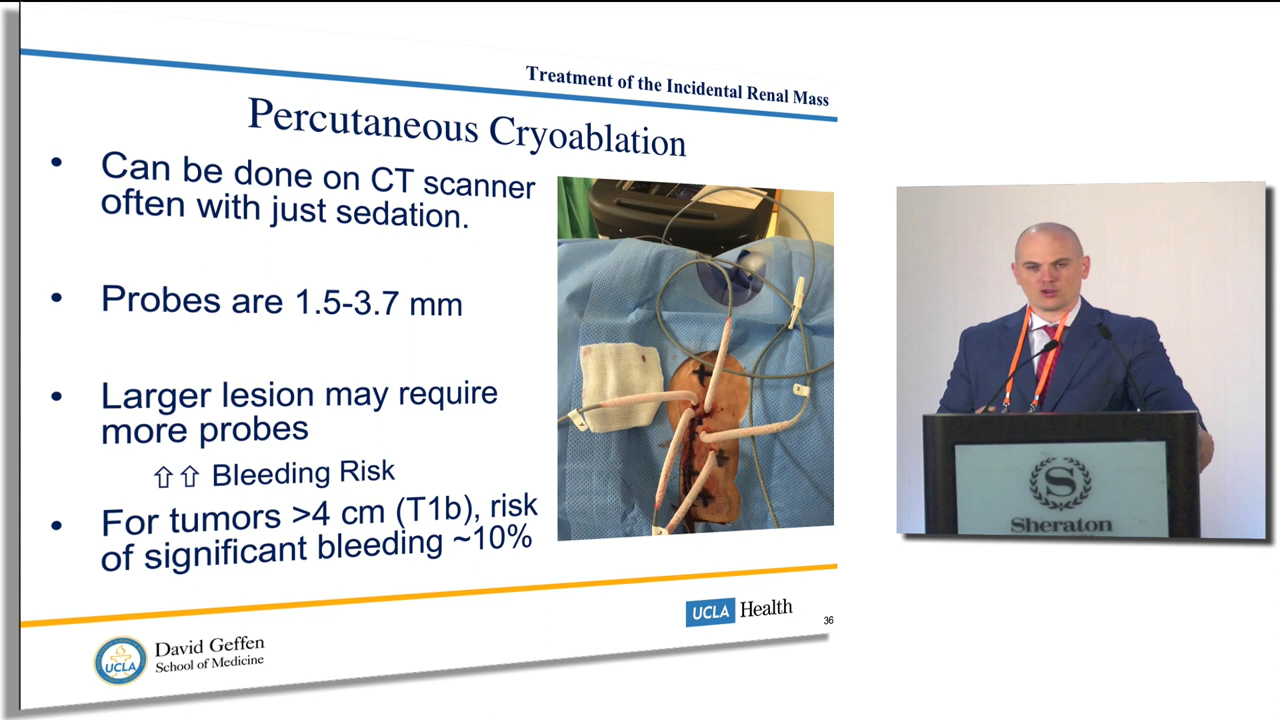 Treatment of the Incidental Renal Mass
Percutaneous Cryoablation
• Can be done on CT scanner
often with just sedation.
• Probes are 1.5-3.7 mm
• Larger lesion may require
more probes
⇧⇧ Bleeding Risk
• For tumors >4 cm (T1b), risk
of significant bleeding ~10%
UCLA Health
36
UCLA
David Geffen
School of Medicine
S
Sheraton